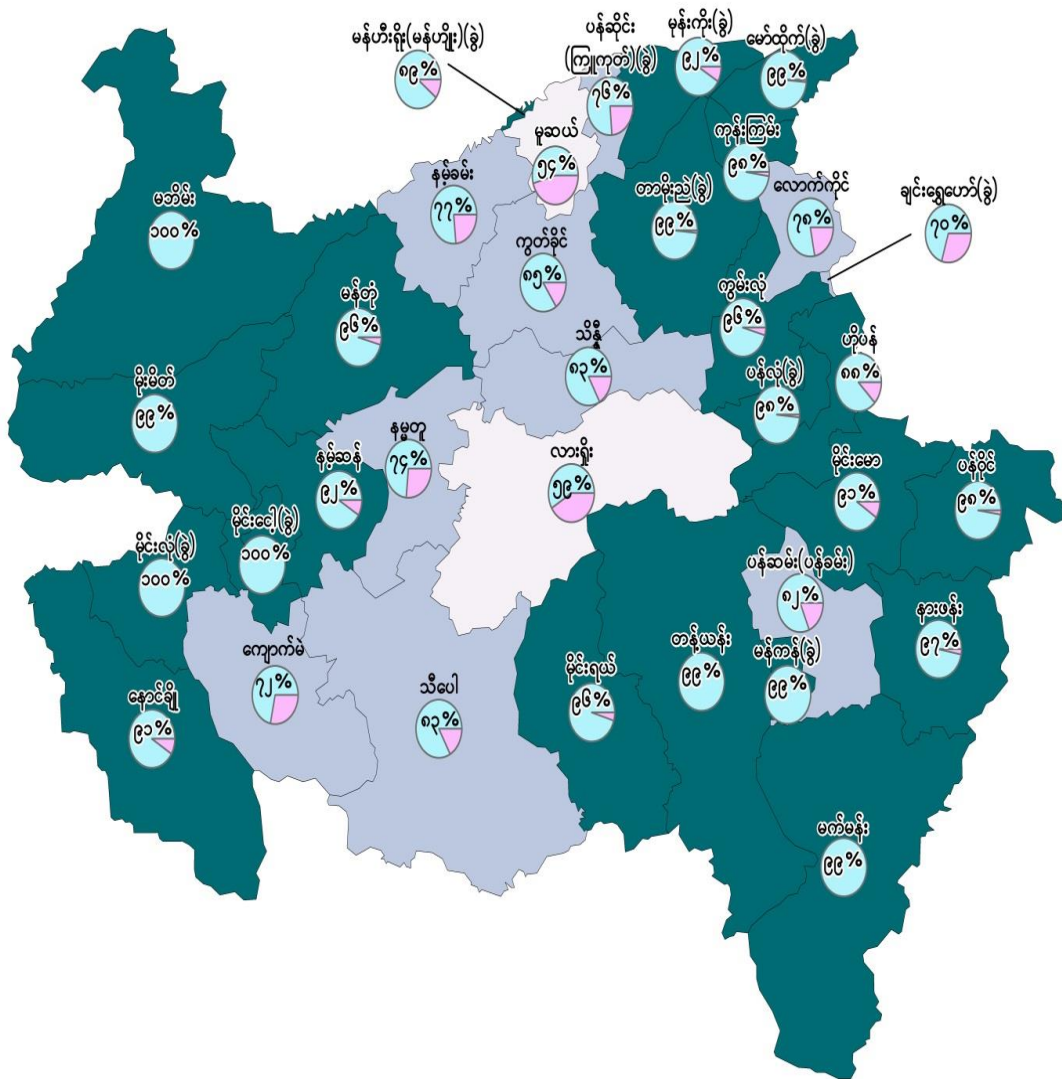 မန်ဟီးရိုး(မန်ဟျိုး)(ခွဲ)
၈၉%
ပန်ဆိုင်း
(ကြူကုတ်)(ခွဲ)
၇၆%
မုန်းကိုး(ခွဲ)
၉၂%
မော်ထိုက်(ခွဲ)
၉၉%
မူဆယ်
၅၄%
ကုန်းကြမ်း
၉၈%
နမ့်ခမ်း
၇၇%
တာမိုးညဲ(ခွဲ)
၉၉%
လောက်ကိုင်
၇၈%
ချင်းရွှေဟော်(ခွဲ)
၇၀%
မဘိမ်း
၁၀၀%
ကွတ်ခိုင်
၈၅%
မန်တုံ
၉၆%
ကွမ်းလုံ
၉၆%
သိန္နီ
၈၃%
ဟိုပန်
၈၈%
ပန်လုံ(ခွဲ)
၉၈%
မိုးမိတ်
၉၉%
နမ္မတူ
၇၄%
နမ့်ဆန်
၉၂%
လားရှိုး
၅၉%
မိုင်းမော
၉၁%
ပန်ဝိုင်
၉၈%
မိုင်းငေါ့(ခွဲ)
၁၀၀%
မိုင်းလုံ(ခွဲ)
၁၀၀%
ပန်ဆမ်း(ပန်ခမ်း)
၈၂%
နားဖန်း
၉၇%
ကျောက်မဲ
၇၂%
သီပေါ
၈၃%
မိုင်းရယ်
၉၆%
တန့်ယန်း
၉၉%
မန်ကန်(ခွဲ)
၉၉%
နောင်ချို
၉၁%
မက်မန်း
၉၉%